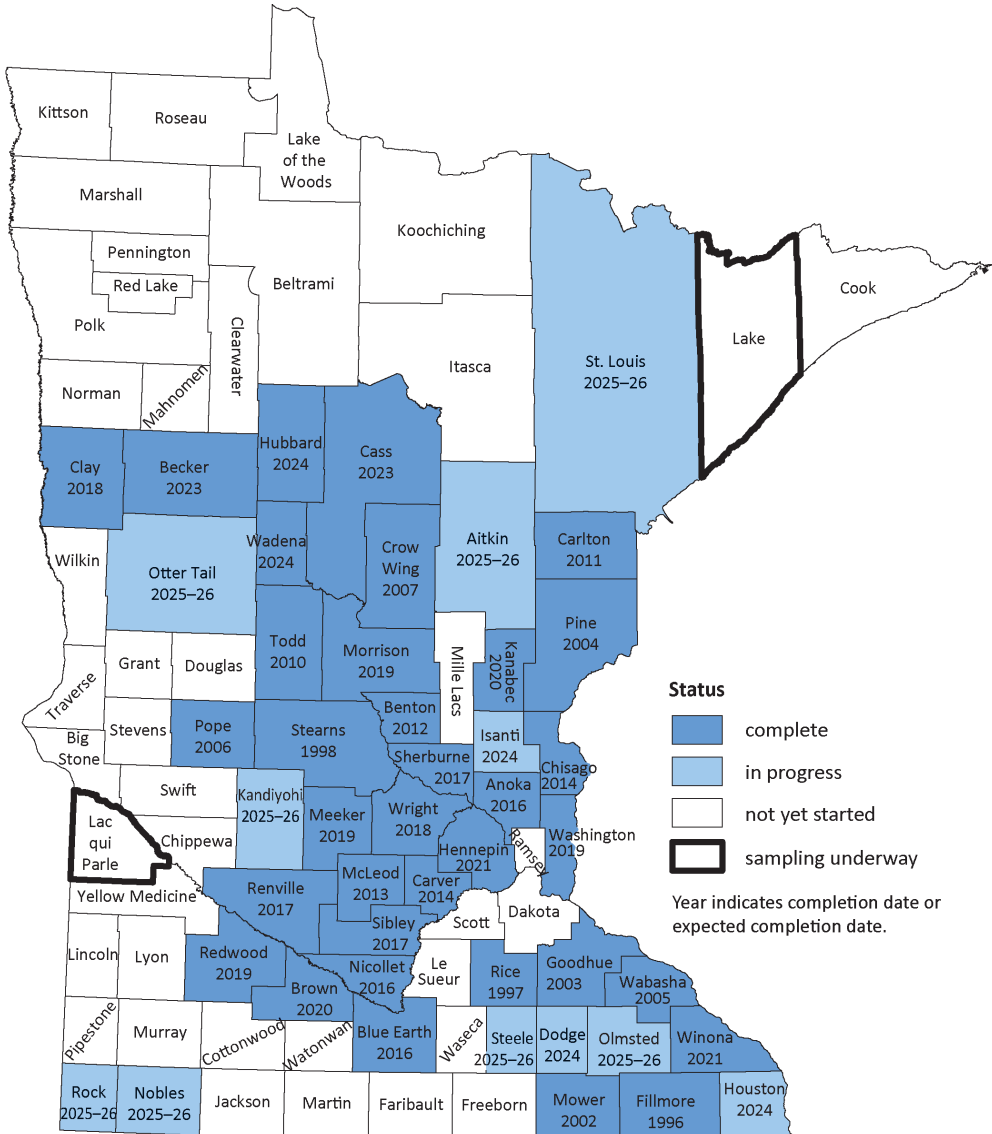 Kittson
Roseau
Lake
of the
Woods
Marshall
Koochiching
Pennington
Red Lake
Beltrami
Cook
Polk
Clearwater
Lake
Itasca
St. Louis
2025–26
Norman
Mahnomen
Hubbard
2024
Cass
2023
Clay
2018
Becker
2023
Wadena
2024
Crow
Wing
2007
Aitkin
2025–26
Carlton
2011
Wilkin
Otter Tail
2025–26
Pine
2004
Todd
2010
Morrison
2019
Mille Lacs
Kanabec
2020
Grant
Douglas
Traverse
Status
Benton
2012
Stevens
Pope
2006
Stearns
1998
Isanti
2024
complete
Big
Stone
Sherburne
2017
Chisago
2014
in progress
Swift
Kandiyohi
2025–26
Anoka
2016
Meeker
2019
Wright
2018
not yet started
Lac
qui
Parle
Chippewa
Hennepin
2021
Ramsey
Washington
2019
sampling underway
McLeod
2013
Carver
2014
Yellow Medicine
Renville
2017
Year indicates completion date or
expected completion date.
Sibley
2017
Scott
Dakota
Lincoln
Lyon
Redwood
2019
Nicollet
2016
Le
Sueur
Rice
1997
Goodhue
2003
Wabasha
2005
Brown
2020
Pipestone
Murray
Cottonwood
Watonwan
Blue Earth
2016
Waseca
Steele
2025–26
Dodge
2024
Olmsted
2025–26
Winona
2021
Rock
2025–26
Nobles
2025–26
Jackson
Martin
Faribault
Freeborn
Mower
2002
Fillmore
1996
Houston
2024